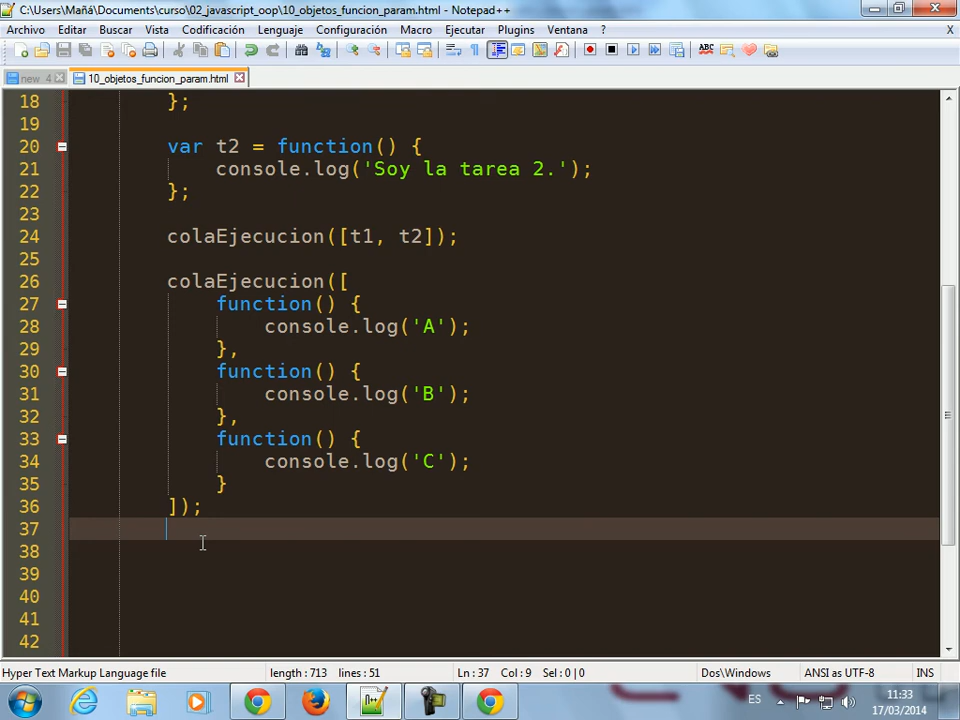 C:\Users\Mañá\Documents\curso\02_javascript_oop\10_objetos_funcion_param.html - Notepad++
Archivo Editar Buscar Vista Codificación Lenguaje Configuración Macro Ejecutar Plugins Ventana ? X
new 4 10_objetos_funcion_param.html
18 };
19
20 var t2 = function() {
21 console.log('Soy la tarea 2.');
22 };
23
24 colaEjecucion([t1, t2]);
25
26 colaEjecucion([
27 function() {
28 console.log('A');
29 },
30 function() {
31 console.log('B');
32 },
33 function() {
34 console.log('C');
35 }
36 ]);
37
38
39
40
41
42
Hyper Text Markup Language file length : 713 lines : 51 Ln : 37 Col : 9 Sel : 0 | 0 Dos\Windows ANSI as UTF-8 INS
ES 11:33
17/03/2014